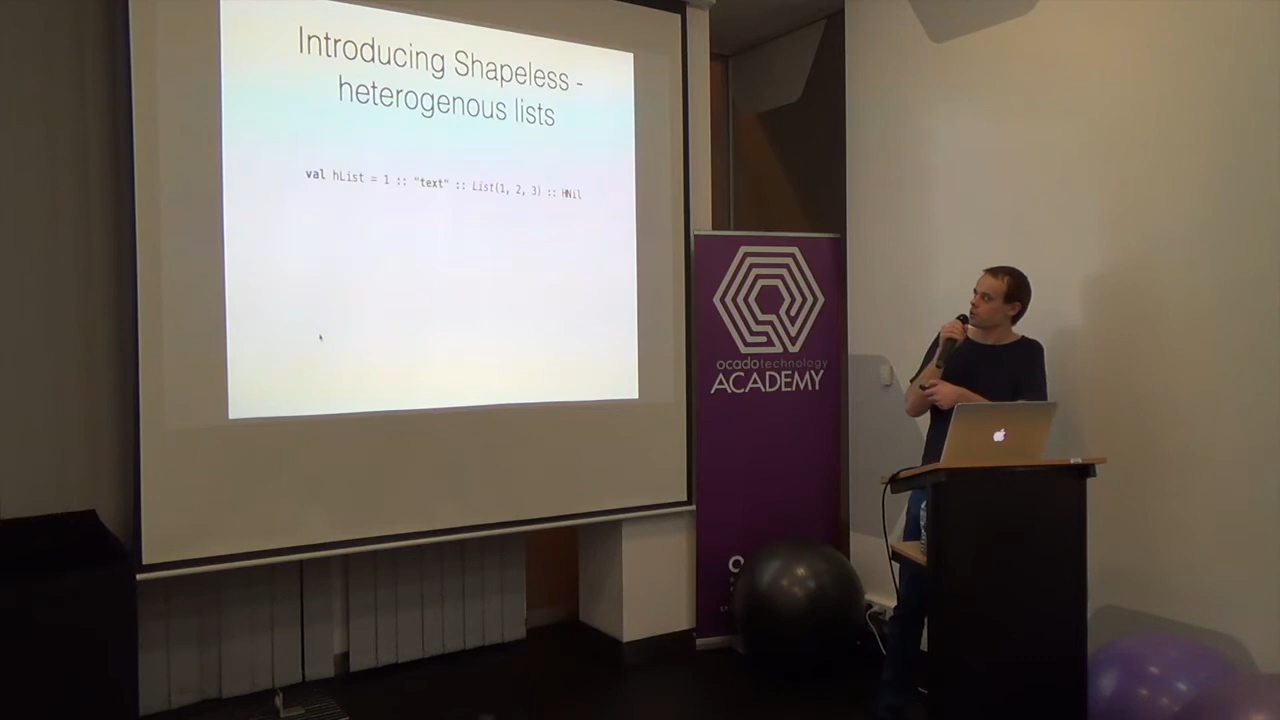 Introducing Shapeless -
heterogenous lists
val hList = 1 :: "text" :: List(1, 2, 3) :: HNil
ocadotechnology
ACADEMY